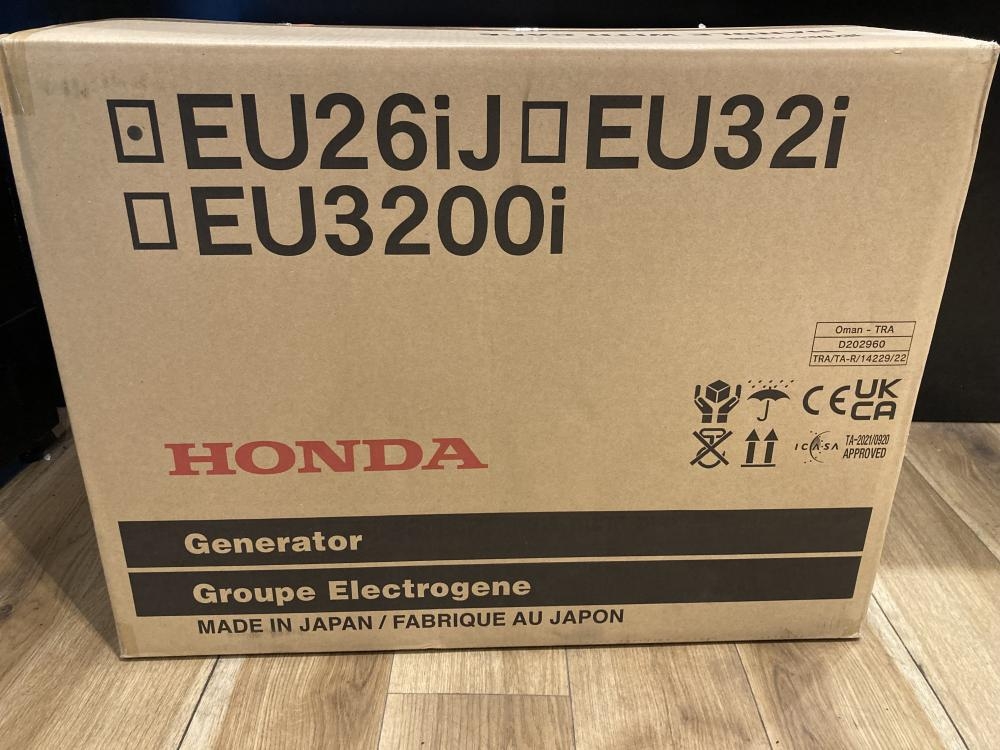 EU26iJ EU32i
EU3200i
Oman - TRA
D202960
TRA/TA-R/14229/22
CE UK
CA
ICASA TA-2021/0920
APPROVED
HONDA
Generator
Groupe Electrogene
MADE IN JAPAN / FABRIQUE AU JAPON